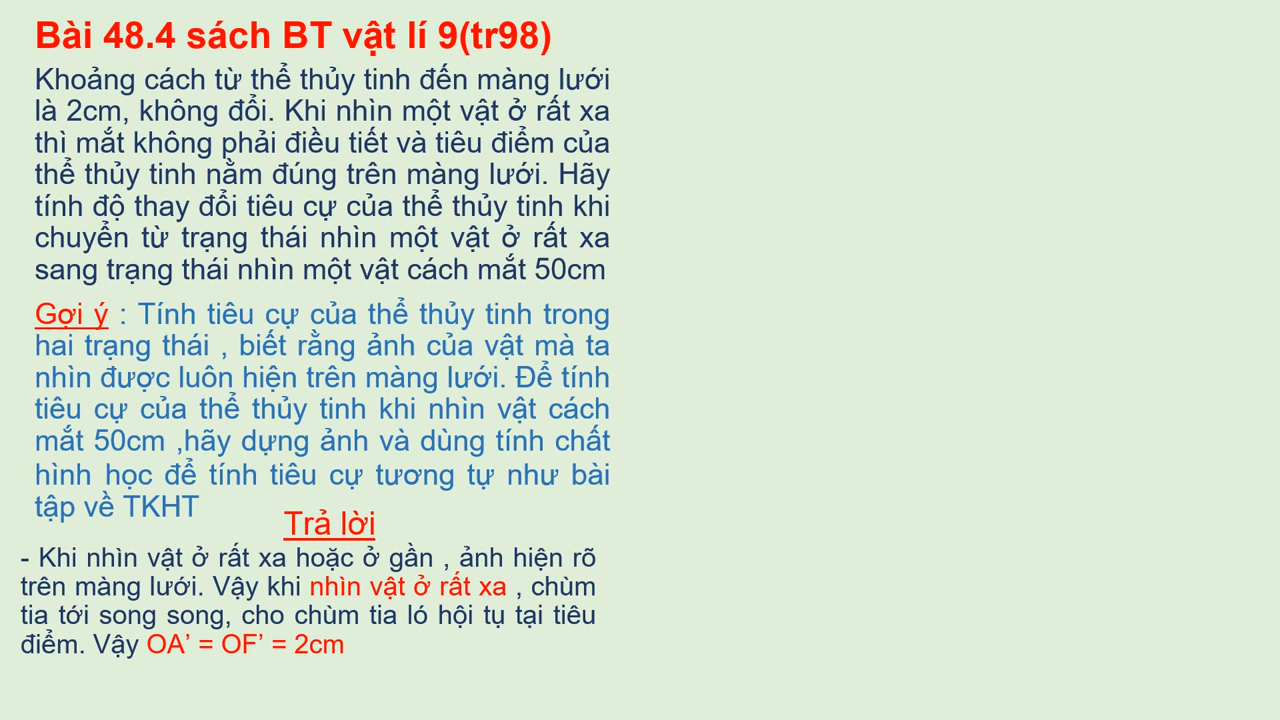 Bài 48.4 sách BT vật lí 9(tr98)
Khoảng cách từ thể thủy tinh đến màng lưới
là 2cm, không đổi. Khi nhìn một vật ở rất xa
thì mắt không phải điều tiết và tiêu điểm của
thể thủy tinh nằm đúng trên màng lưới. Hãy
tính độ thay đổi tiêu cự của thể thủy tinh khi
chuyển từ trạng thái nhìn một vật ở rất xa
sang trạng thái nhìn một vật cách mắt 50cm
Gợi ý : Tính tiêu cự của thể thủy tinh trong
hai trạng thái , biết rằng ảnh của vật mà ta
nhìn được luôn hiện trên màng lưới. Để tính
tiêu cự của thể thủy tinh khi nhìn vật cách
mắt 50cm ,hãy dựng ảnh và dùng tính chất
hình học để tính tiêu cự tương tự như bài
tập về TKHT
Trả lời
- Khi nhìn vật ở rất xa hoặc ở gần , ảnh hiện rõ
trên màng lưới. Vậy khi nhìn vật ở rất xa , chùm
tia tới song song, cho chùm tia ló hội tụ tại tiêu
điểm. Vậy OA’ = OF’ = 2cm